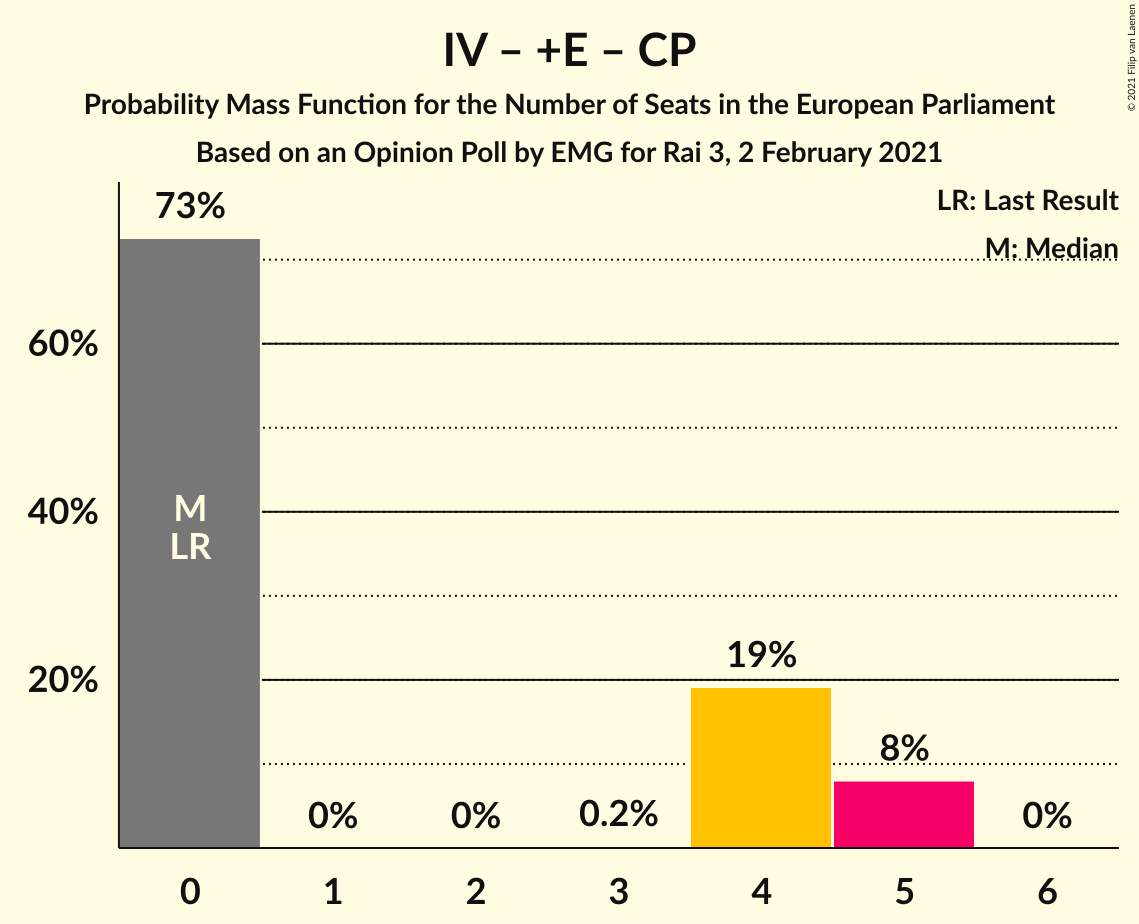 IV – +E – CP
Probability Mass Function for the Number of Seats in the European Parliament
Based on an Opinion Poll by EMG for Rai 3, 2 February 2021
© 2021 Filip van Laenen
LR: Last Result
M: Median
73%
60%
40%
20%
M
LR
0%
0%
0.2%
19%
8%
0%
0
1
2
3
4
5
6